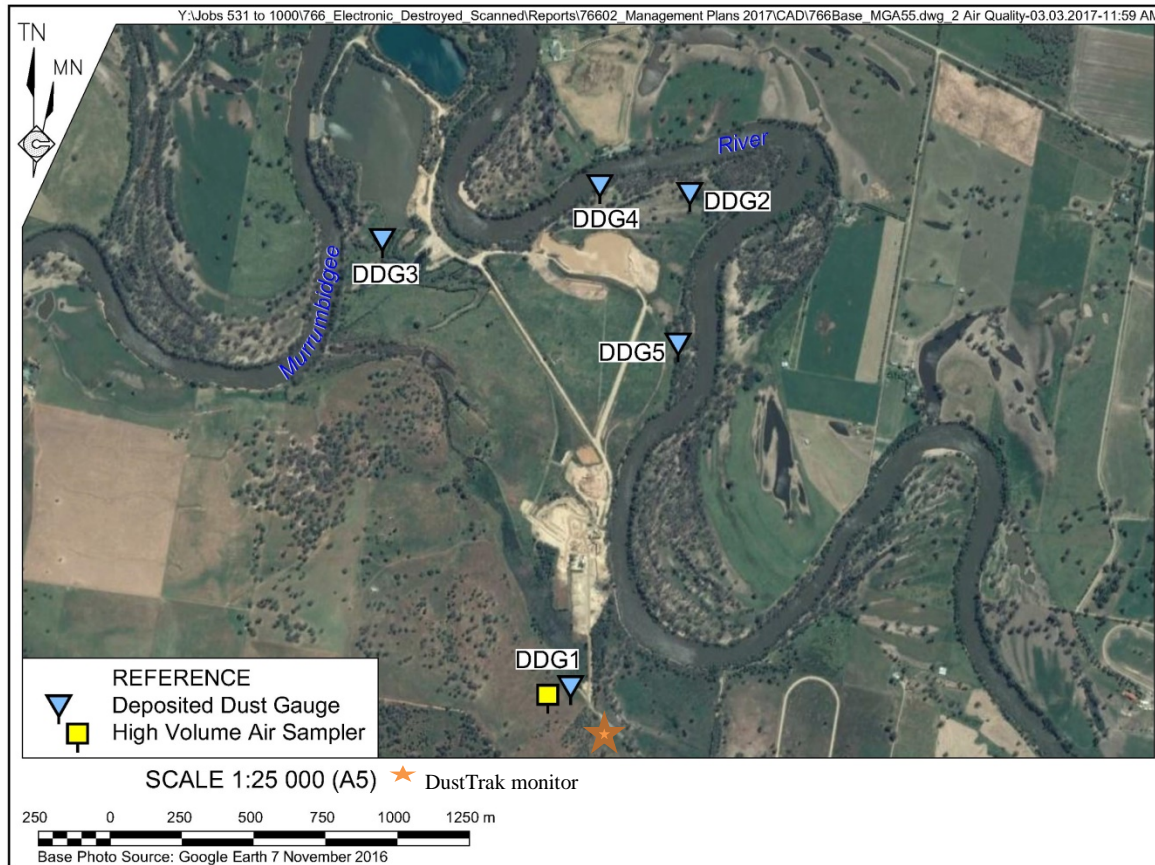 Y:\Jobs 531 to 1000\766_Electronic_Destroyed_Scanned\Reports\76602_Management Plans 2017\CAD\766Base_MGA55.dwg_2 Air Quality-03.03.2017-11:59 AM
TN
MN
River
DDG4
DDG2
DDG3
Murrumbidgee
DDG5
DDG1
REFERENCE
Deposited Dust Gauge
High Volume Air Sampler
SCALE 1:25 000 (A5)
DustTrak monitor
250 0 250 500 750 1000 1250 m
Base Photo Source: Google Earth 7 November 2016